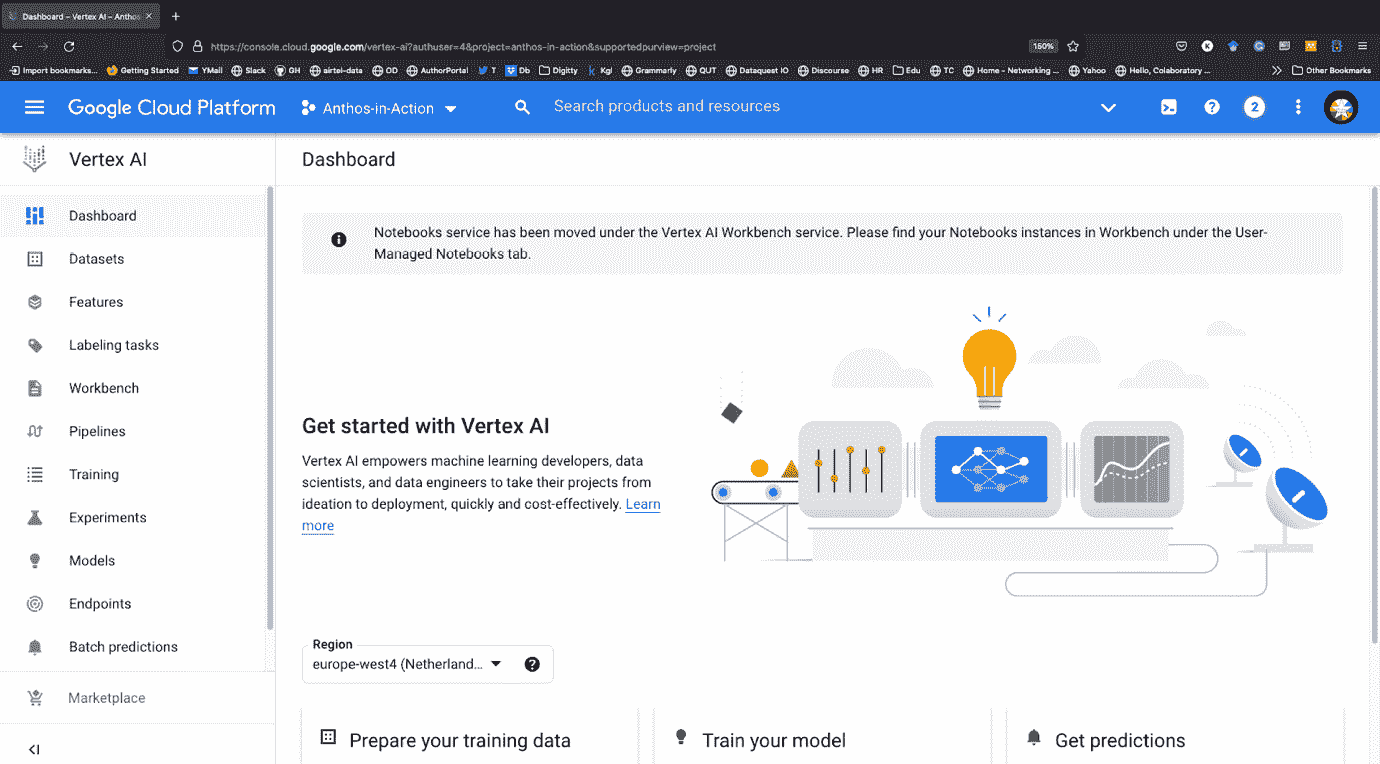 Dashboard – Vertex AI – Anthos
https://console.cloud.google.com/vertex-ai?authuser=4&project=anthos-in-action&supportedpurview=project
150%
Import bookmarks... Getting Started YMail Slack GH airtel-data OD AuthorPortal T Db Digitty Kgl Grammarly QUT Dataquest IO Discourse HR Edu TC Home - Networking ... Yahoo Hello, Colaboratory ... Other Bookmarks
Google Cloud Platform
Anthos-in-Action
Search products and resources
2
Vertex AI
Dashboard
Datasets
Features
Labeling tasks
Workbench
Pipelines
Training
Experiments
Models
Endpoints
Batch predictions
Marketplace
Dashboard
Notebooks service has been moved under the Vertex AI Workbench service. Please find your Notebooks instances in Workbench under the User-
Managed Notebooks tab.
Get started with Vertex AI
Vertex AI empowers machine learning developers, data
scientists, and data engineers to take their projects from
ideation to deployment, quickly and cost-effectively. Learn
more
Region
europe-west4 (Netherland...
Prepare your training data
Train your model
Get predictions